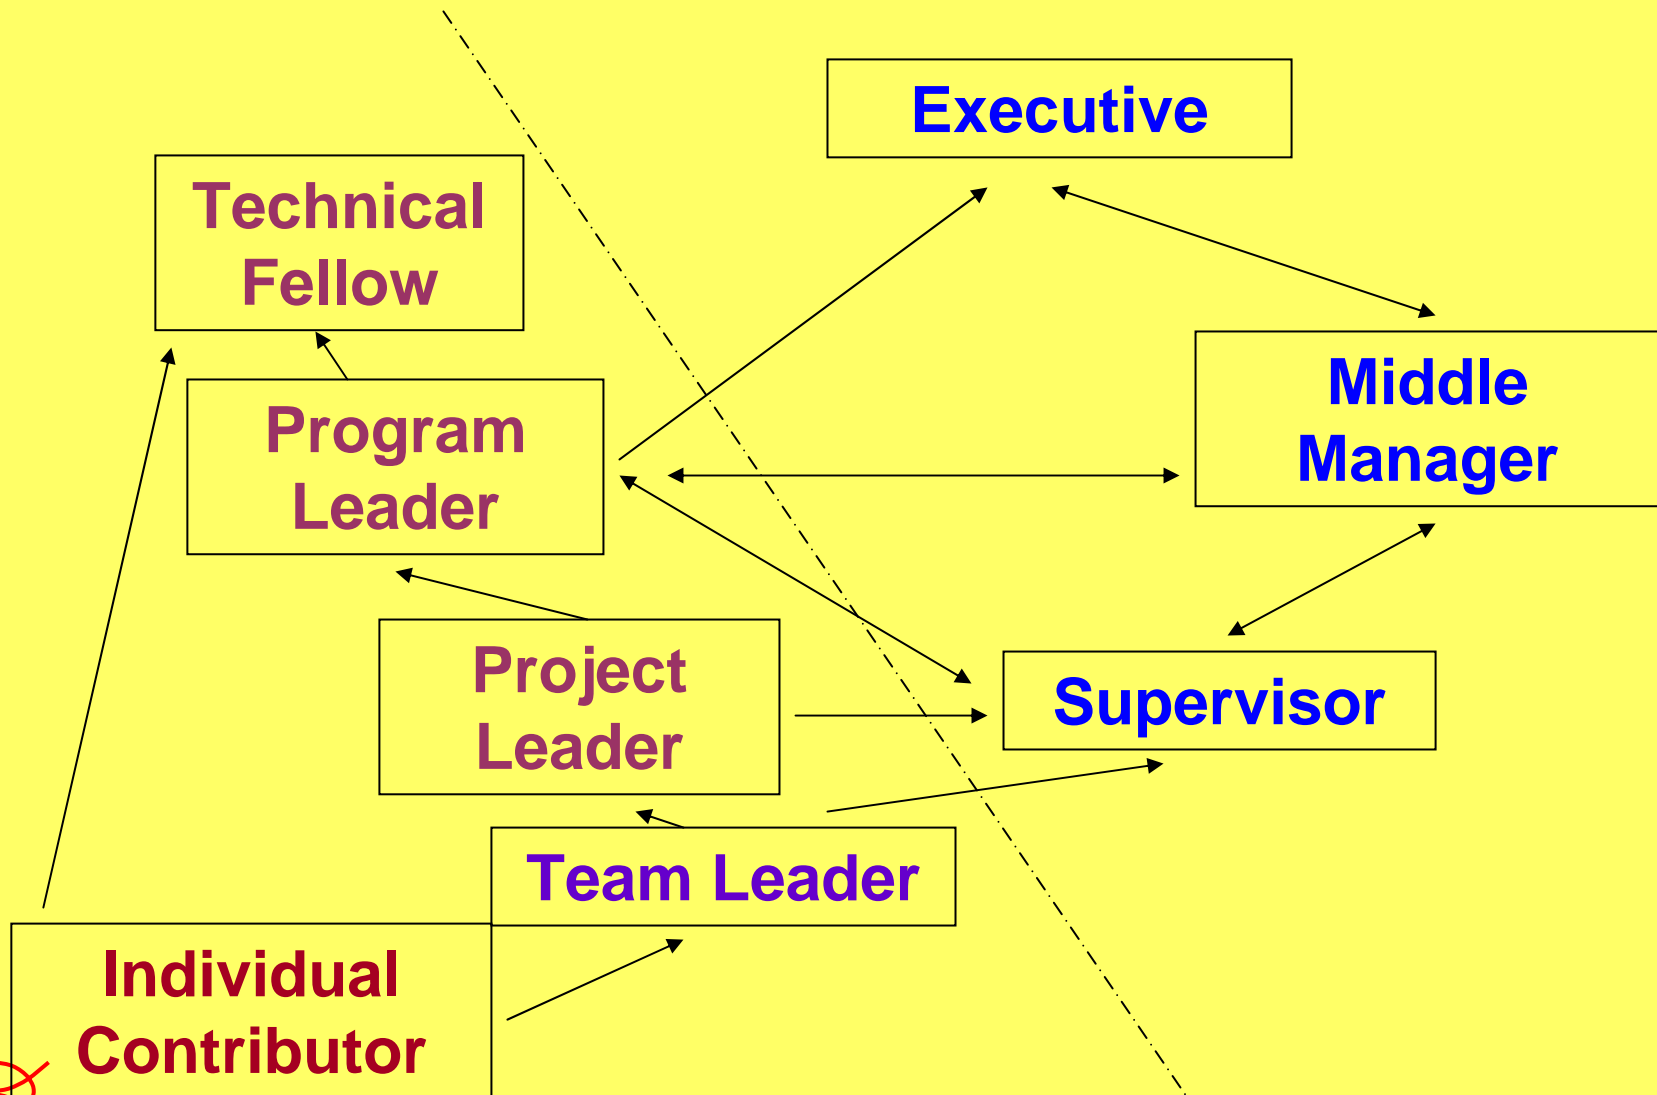 Executive
Technical
Fellow
Middle
Manager
Program
Leader
Project
Leader
Supervisor
Team Leader
Individual
Contributor